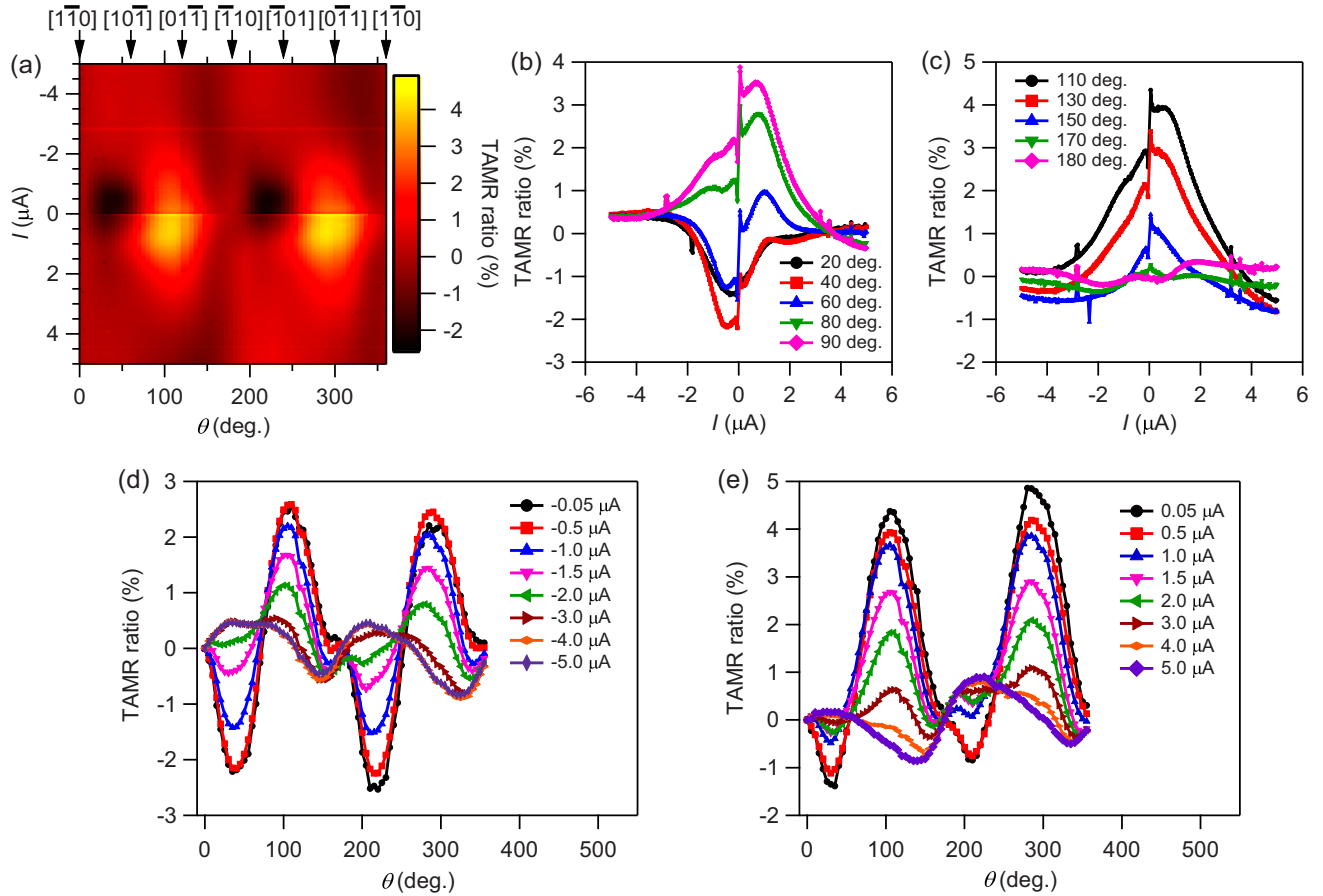 [11̅0] [101̅] [011̅] [1̅10] [1̅01] [01̅1] [11̅0]
(a)
I (μA)
-4
-2
0
2
4
0 100 200 300
θ (deg.)
4
3
2
1
0
-1
-2
TAMR ratio (%)
(b)
TAMR ratio (%)
4
3
2
1
0
-1
-2
-3
-6 -4 -2 0 2 4 6
I (μA)
20 deg.
40 deg.
60 deg.
80 deg.
90 deg.
(c)
TAMR ratio (%)
5
4
3
2
1
0
-1
-2
-6 -4 -2 0 2 4 6
I (μA)
110 deg.
130 deg.
150 deg.
170 deg.
180 deg.
(d)
TAMR ratio (%)
3
2
1
0
-1
-2
-3
0 100 200 300 400 500
θ (deg.)
-0.05 μA
-0.5 μA
-1.0 μA
-1.5 μA
-2.0 μA
-3.0 μA
-4.0 μA
-5.0 μA
(e)
TAMR ratio (%)
5
4
3
2
1
0
-1
-2
0 100 200 300 400 500
θ (deg.)
0.05 μA
0.5 μA
1.0 μA
1.5 μA
2.0 μA
3.0 μA
4.0 μA
5.0 μA